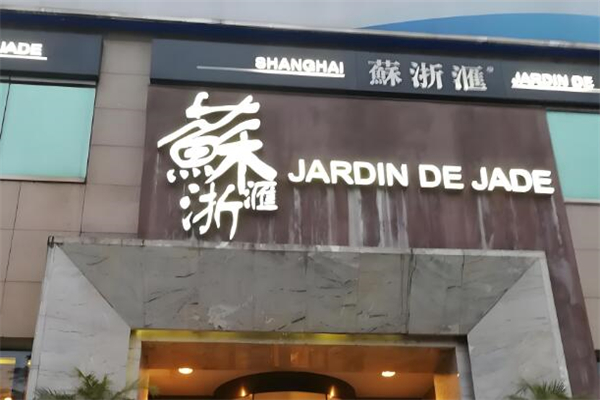 JADE
SHANGHAI 蘇浙滙 JARDIN DE
蘇浙滙 JARDIN DE JADE